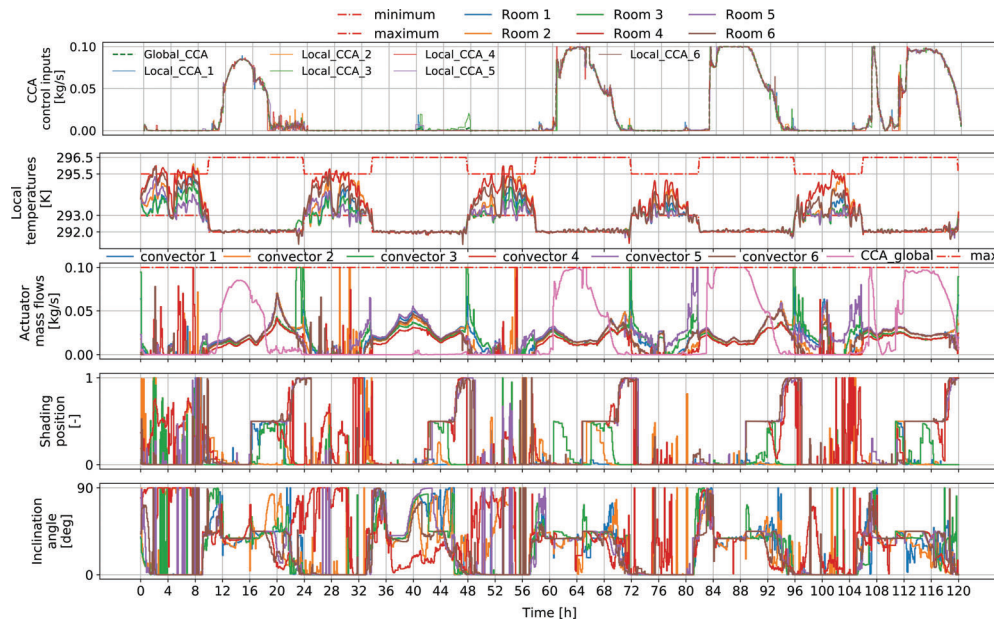 minimum Room 1 Room 3 Room 5
maximum Room 2 Room 4 Room 6
CCA
control inputs
[kg/s]
0.10
0.05
0.00
Global_CCA Local_CCA_2 Local_CCA_4 Local_CCA_6
Local_CCA_1 Local_CCA_3 Local_CCA_5
Local
temperatures
[K]
296.5
295.5
293.0
292.0
convector 1 convector 2 convector 3 convector 4 convector 5 convector 6 CCA_global max
Actuator
mass flows
[kg/s]
0.10
0.05
0.00
Shading
position
[-]
1
0
Inclination
angle
[deg]
90
0
0 4 8 12 16 20 24 28 32 36 40 44 48 52 56 60 64 68 72 76 80 84 88 92 96 100 104 108 112 116 120
Time [h]